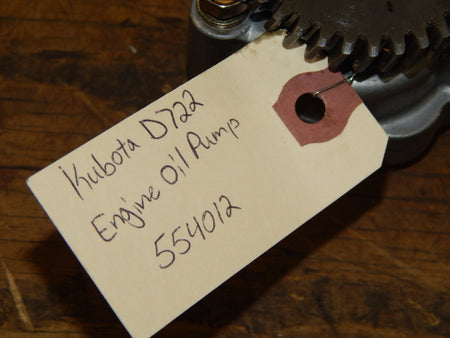 Kubota D722
Engine Oil Pump
554012